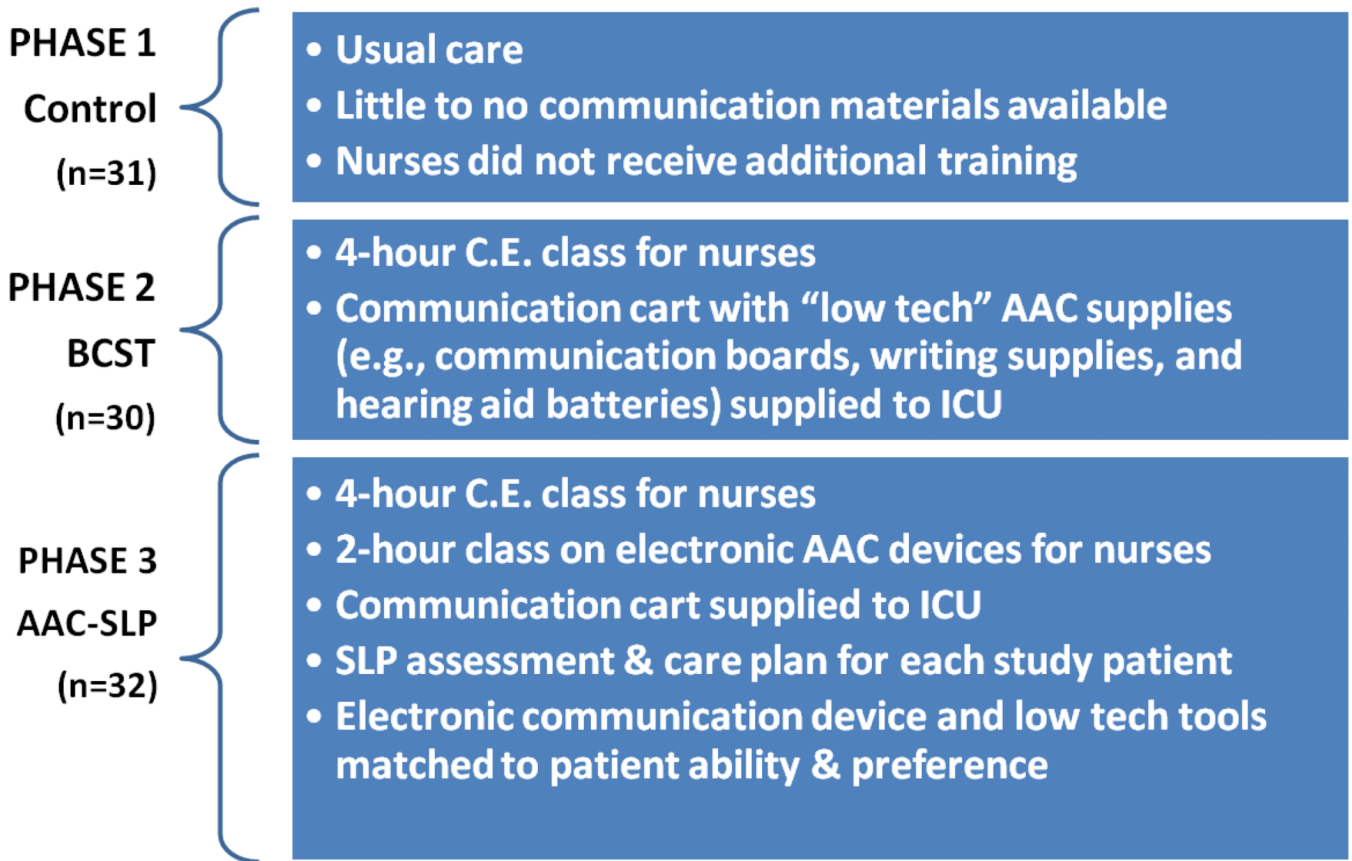 PHASE 1
Control
(n=31)
• Usual care
• Little to no communication materials available
• Nurses did not receive additional training
PHASE 2
BCST
(n=30)
• 4-hour C.E. class for nurses
• Communication cart with “low tech” AAC supplies
(e.g., communication boards, writing supplies, and
hearing aid batteries) supplied to ICU
PHASE 3
AAC-SLP
(n=32)
• 4-hour C.E. class for nurses
• 2-hour class on electronic AAC devices for nurses
• Communication cart supplied to ICU
• SLP assessment & care plan for each study patient
• Electronic communication device and low tech tools
matched to patient ability & preference